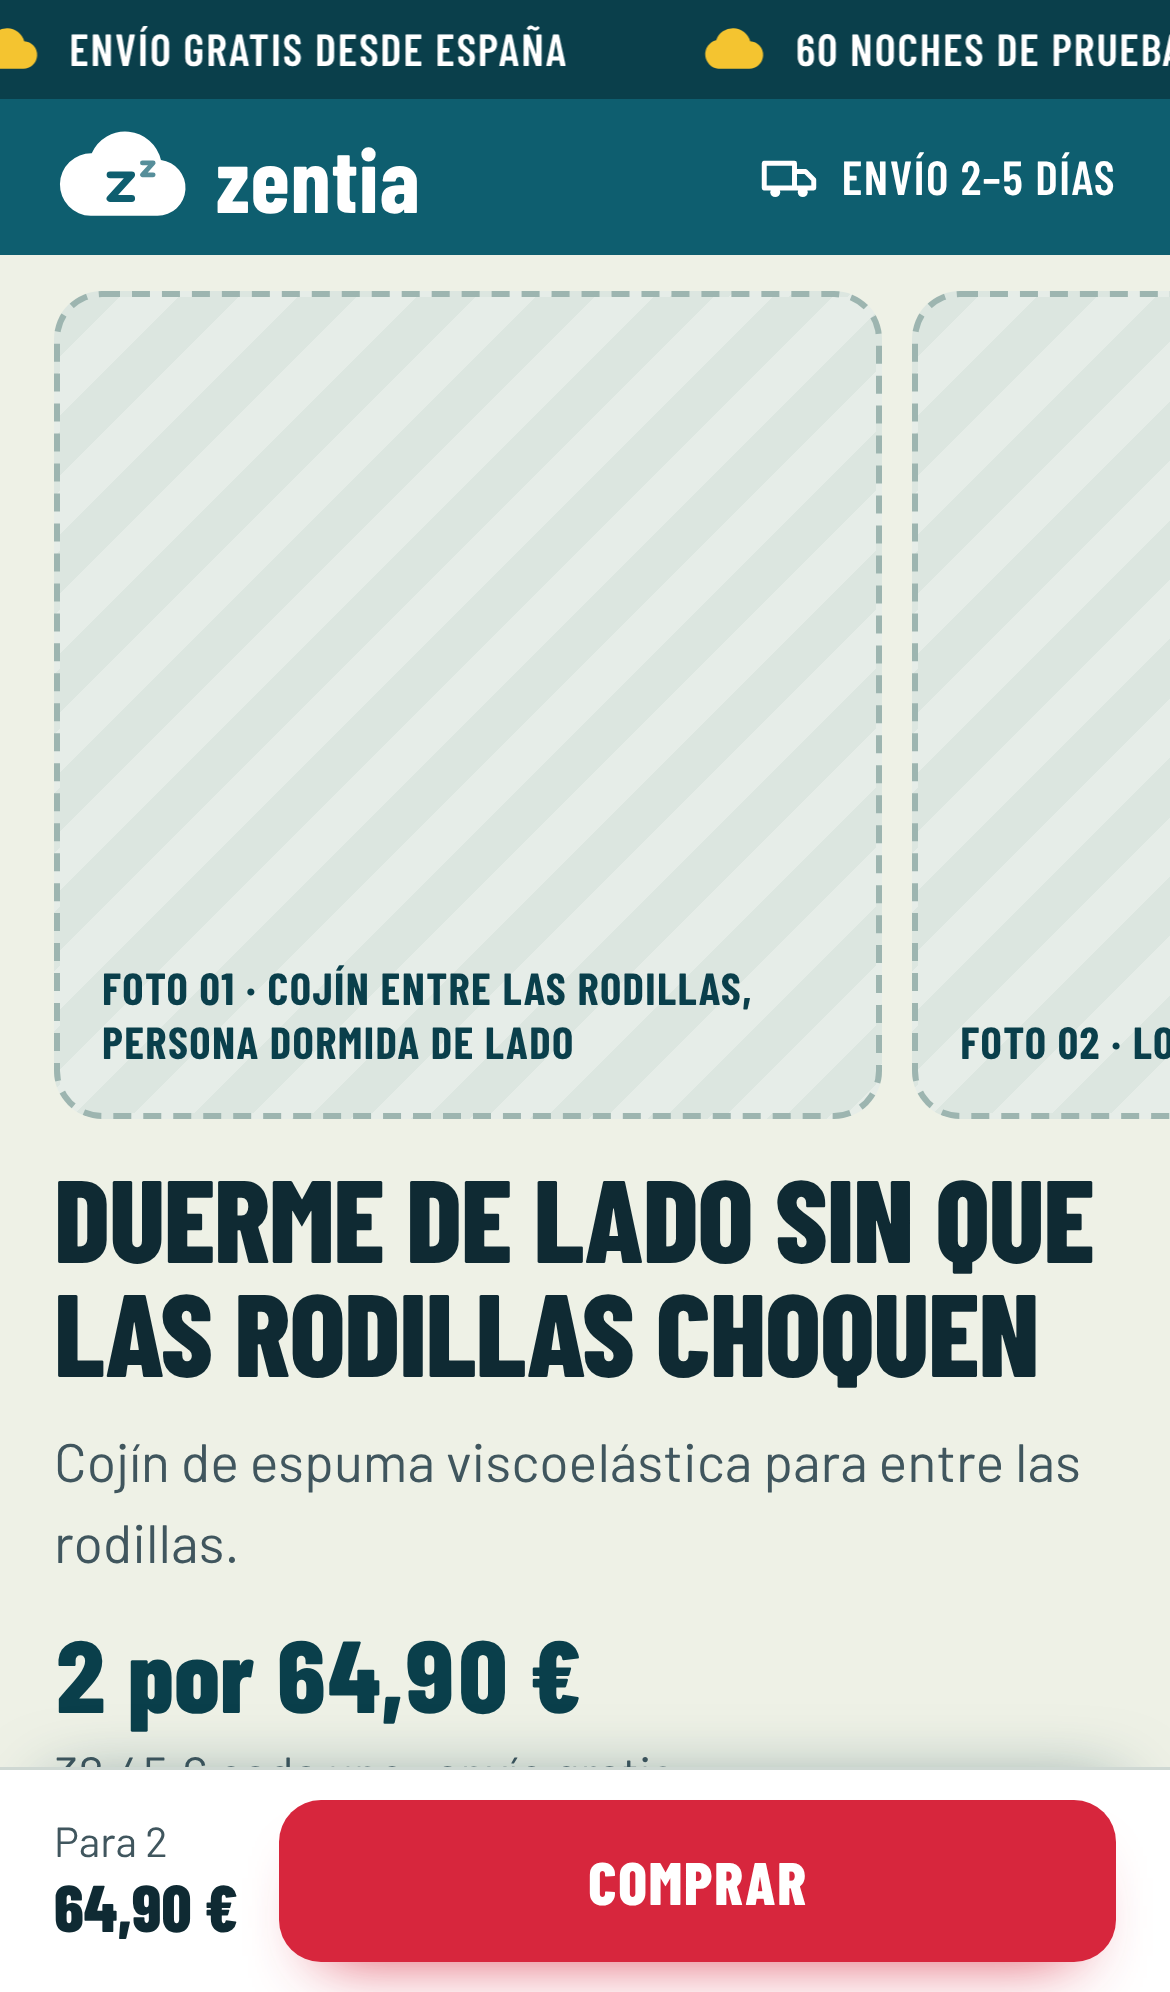 ENVÍO GRATIS DESDE ESPAÑA
60 NOCHES DE PRUEBA
zz zentia
ENVÍO 2–5 DÍAS
FOTO 01 · COJÍN ENTRE LAS RODILLAS,
PERSONA DORMIDA DE LADO
FOTO 02 ·
DUERME DE LADO SIN QUE
LAS RODILLAS CHOQUEN
Cojín de espuma viscoelástica para entre las
rodillas.
2 por 64,90 €
Para 2
64,90 €
COMPRAR